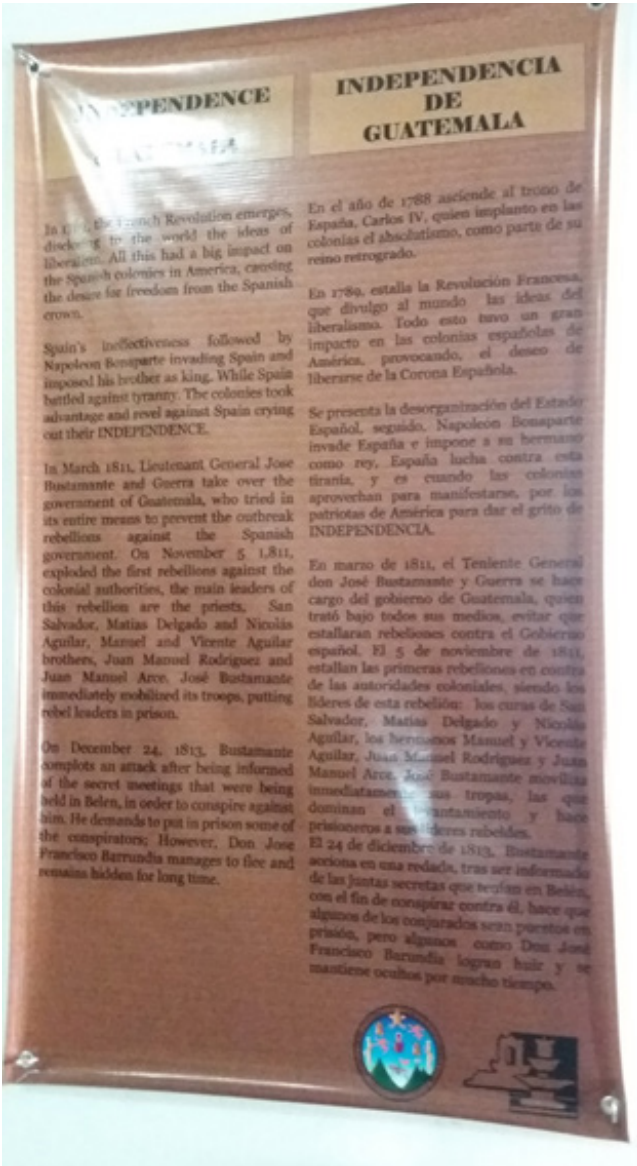 INDEPENDENCE
GUATEMALA
In the French Revolution emerges,
disclosing to the world the ideas of
liberalism. All this had a big impact on
the Spanish colonies in America, causing
the desire for freedom from the Spanish
crown.
Spain's ineffectiveness followed by
Napoleon Bonaparte invading Spain and
imposed his brother as king. While Spain
battled against tyranny. The colonies took
advantage and revel against Spain crying
out their INDEPENDENCE.
In March 1811, Lieutenant General Jose
Bustamante and Guerra take over the
government of Guatemala, who tried in
its entire means to prevent the outbreak
rebellions against the Spanish
government. On November 5 1,811,
exploded the first rebellions against the
colonial authorities, the main leaders of
this rebellion are the priests, San
Salvador, Matias Delgado and Nicolás
Aguilar, Manuel and Vicente Aguilar
brothers, Juan Manuel Rodríguez and
Juan Manuel Arce. José Bustamante
immediately mobilized its troops, putting
rebel leaders in prison.
On December 24, 1813, Bustamante
complots an attack after being informed
of the secret meetings that were being
held in Belen, in order to conspire against
him. He demands to put in prison some of
the conspirators; However, Don Jose
Francisco Barrundia manages to flee and
remains hidden for long time.
INDEPENDENCIA
DE
GUATEMALA
En el año de 1788 asciende al trono de
España, Carlos IV, quien implanto en las
colonias el absolutismo, como parte de su
reino retrogrado.
En 1789, estalla la Revolución Francesa,
que divulgo al mundo las ideas del
liberalismo. Todo esto tuvo un gran
impacto en las colonias españolas de
América, provocando, el deseo de
liberarse de la Corona Española.
Se presenta la desorganización del Estado
Español, seguido, Napoleón Bonaparte
invade España e impone a su hermano
como rey, España lucha contra esta
tiranía, y es cuando las colonias
aprovechan para manifestarse, por los
patriotas de América para dar el grito de
INDEPENDENCIA.
En marzo de 1811, el Teniente General
don José Bustamante y Guerra se hace
cargo del gobierno de Guatemala, quien
trató bajo todos sus medios, evitar que
estallaran rebeliones contra el Gobierno
español. El 5 de noviembre de 1811,
estallan las primeras rebeliones en contra
de las autoridades coloniales, siendo los
líderes de esta rebelión: los curas de San
Salvador, Matías Delgado y Nicolás
Aguilar, los hermanos Manuel y Vicente
Aguilar, Juan Manuel Rodríguez y Juan
Manuel Arce. José Bustamante moviliza
inmediatamente sus tropas, las que
dominan el levantamiento y hace
prisioneros a sus líderes rebeldes.
El 24 de diciembre de 1813, Bustamante
acciona en una redada, tras ser informado
de las juntas secretas que tenían en Belén,
con el fin de conspirar contra él, hace que
algunos de los conjurados sean puestos en
prisión, pero algunos como Don José
Francisco Barundia logran huir y se
mantiene ocultos por mucho tiempo.